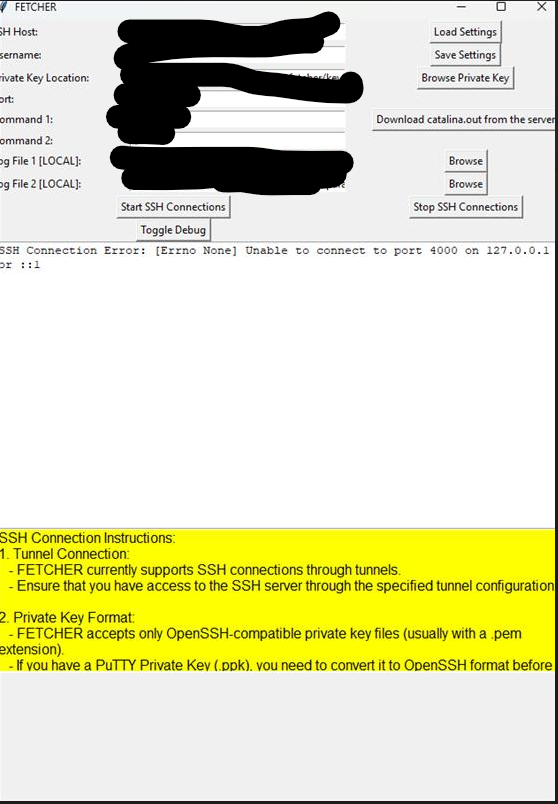 FETCHER
SH Host:
Load Settings
sername:
Save Settings
rivate Key Location:
Browse Private Key
ort:
ommand 1:
Download catalina.out from the server
ommand 2:
og File 1 [LOCAL]:
Browse
og File 2 [LOCAL]:
Browse
Start SSH Connections
Stop SSH Connections
Toggle Debug
SSH Connection Error: [Errno None] Unable to connect to port 4000 on 127.0.0.1
or ::1
SSH Connection Instructions:
1. Tunnel Connection:
- FETCHER currently supports SSH connections through tunnels.
- Ensure that you have access to the SSH server through the specified tunnel configuration
2. Private Key Format:
- FETCHER accepts only OpenSSH-compatible private key files (usually with a .pem
extension).
- If you have a PuTTY Private Key (.ppk), you need to convert it to OpenSSH format before